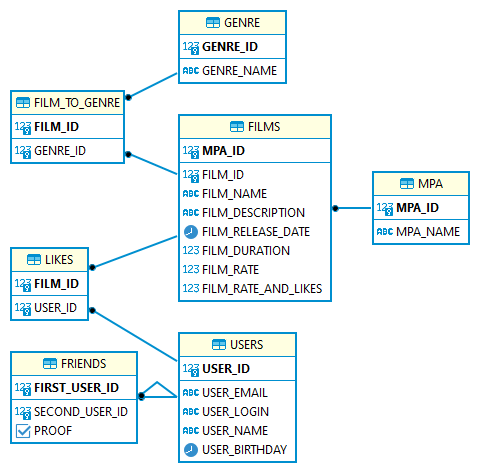 GENRE
123 GENRE_ID
ABC GENRE_NAME
FILM_TO_GENRE
123 FILM_ID
123 GENRE_ID
FILMS
123 MPA_ID
123 FILM_ID
ABC FILM_NAME
ABC FILM_DESCRIPTION
FILM_RELEASE_DATE
123 FILM_DURATION
123 FILM_RATE
123 FILM_RATE_AND_LIKES
MPA
123 MPA_ID
ABC MPA_NAME
LIKES
123 FILM_ID
123 USER_ID
FRIENDS
123 FIRST_USER_ID
123 SECOND_USER_ID
PROOF
USERS
123 USER_ID
ABC USER_EMAIL
ABC USER_LOGIN
ABC USER_NAME
USER_BIRTHDAY